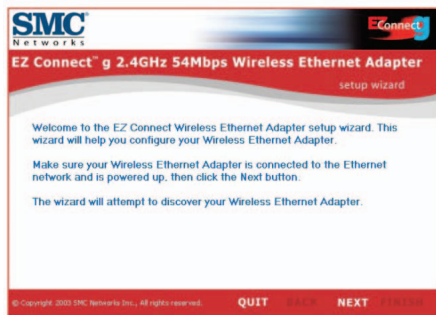 SMC®
Networks
EZ Connect g
EZ Connect™ g 2.4GHz 54Mbps Wireless Ethernet Adapter
setup wizard
Welcome to the EZ Connect Wireless Ethernet Adapter setup wizard. This
wizard will help you configure your Wireless Ethernet Adapter.
Make sure your Wireless Ethernet Adapter is connected to the Ethernet
network and is powered up, then click the Next button.
The wizard will attempt to discover your Wireless Ethernet Adapter.
© Copyright 2003 SMC Networks Inc., All rights reserved. QUIT BACK NEXT FINISH